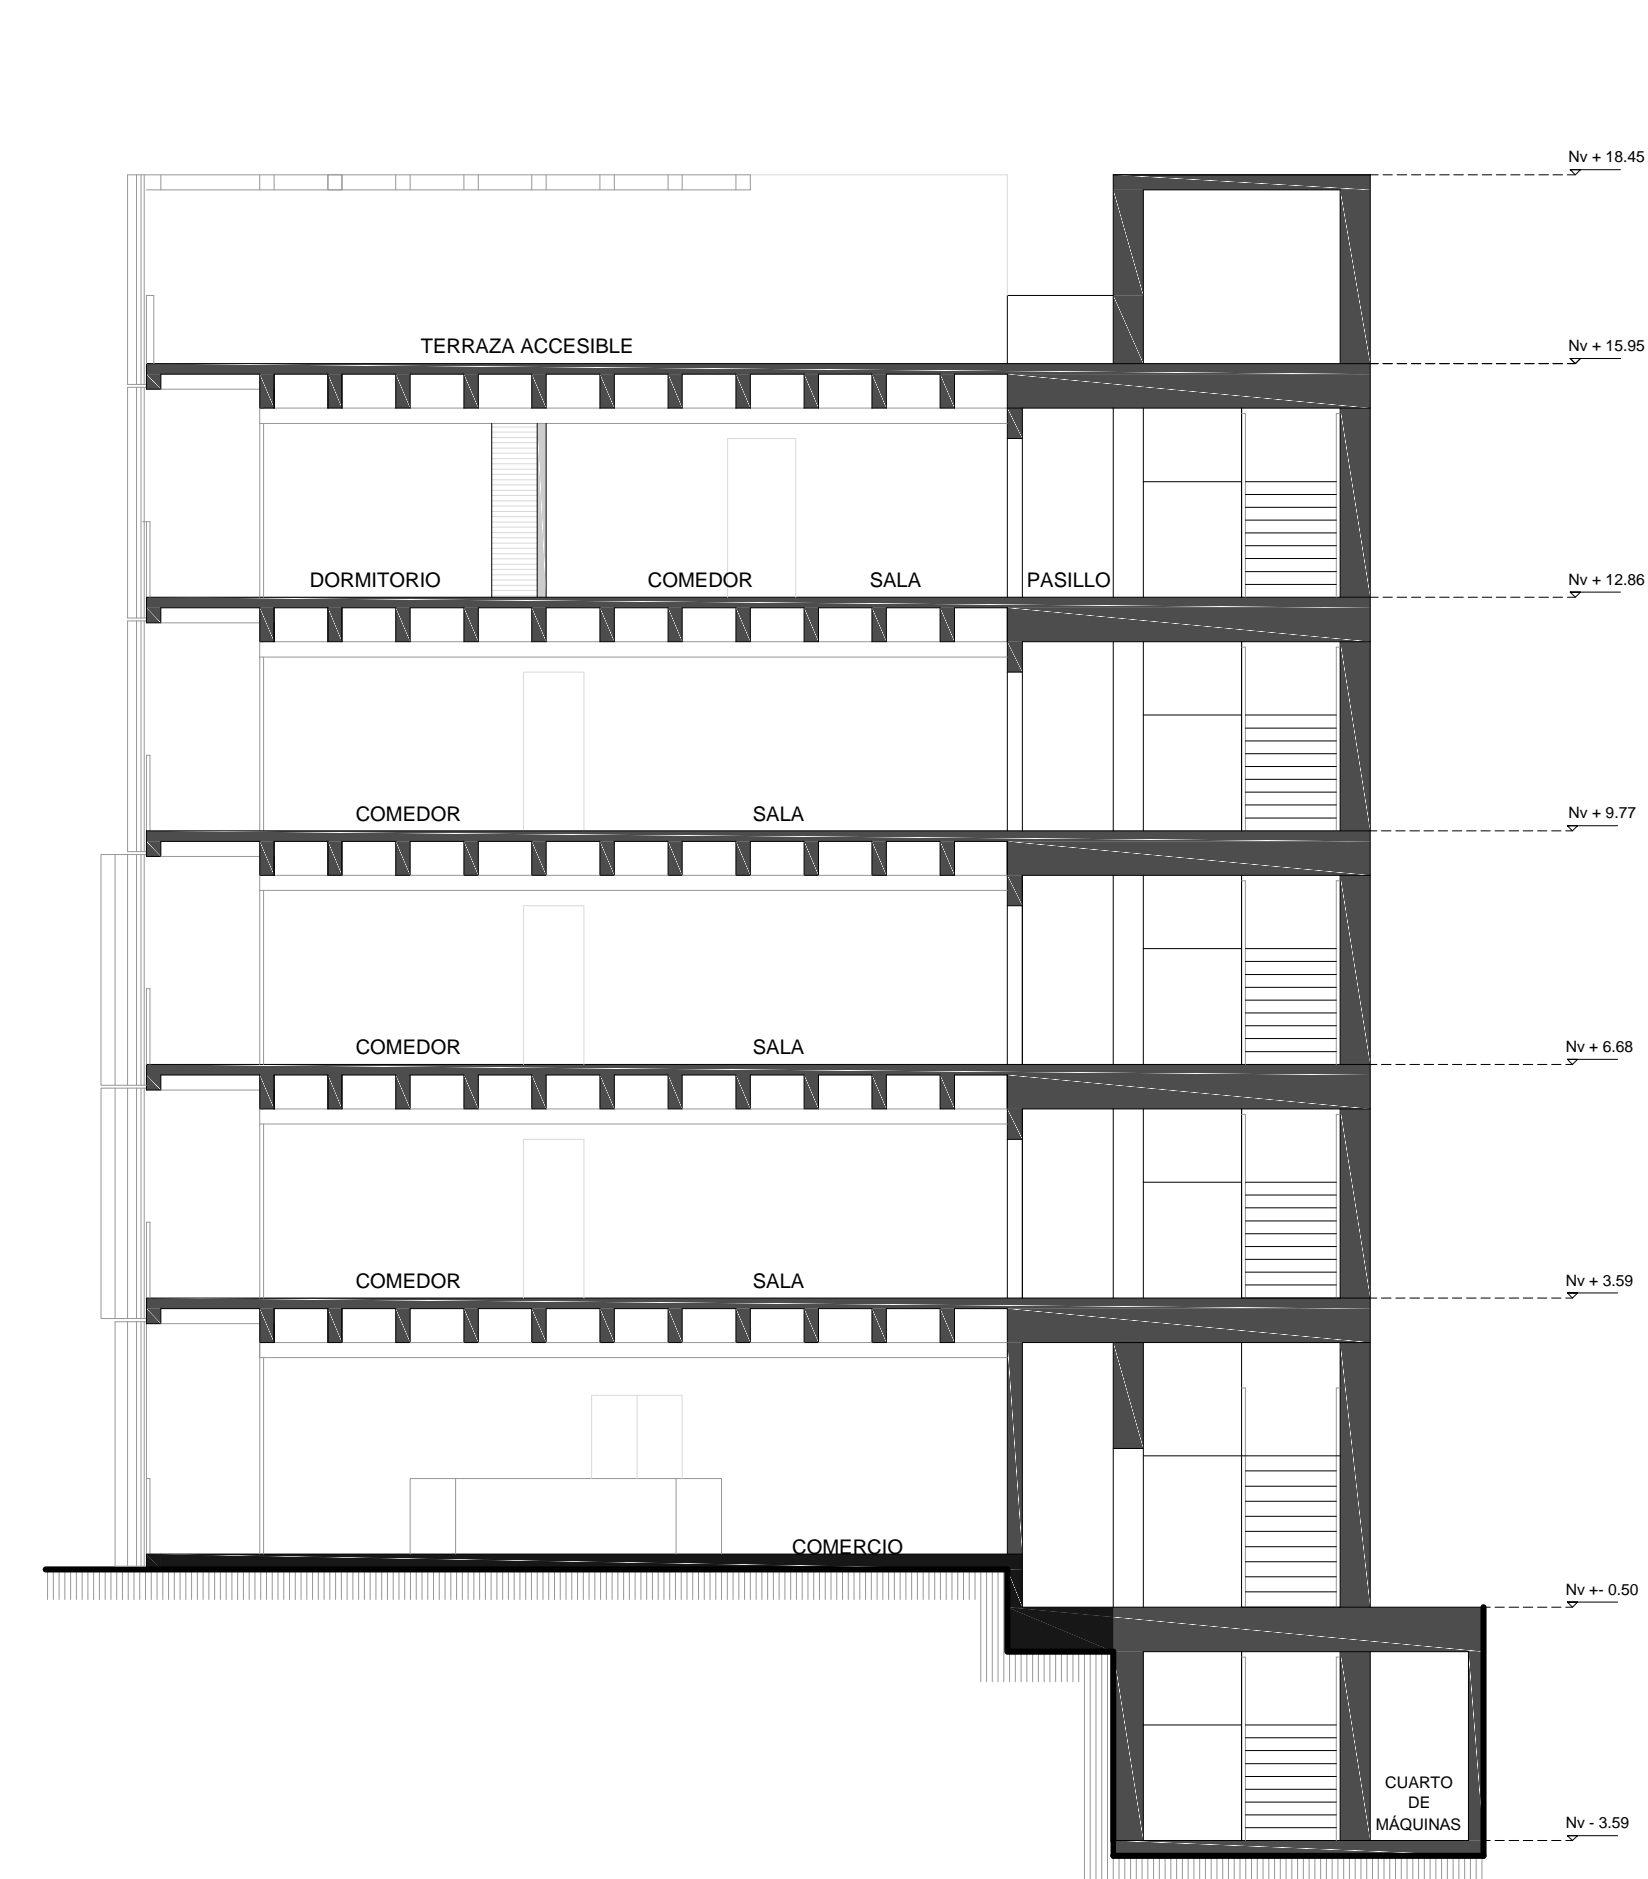 Nv + 18.45
TERRAZA ACCESIBLE
Nv + 15.95
DORMITORIO
COMEDOR
SALA
PASILLO
Nv + 12.86
COMEDOR
SALA
Nv + 9.77
COMEDOR
SALA
Nv + 6.68
COMEDOR
SALA
Nv + 3.59
COMERCIO
Nv +- 0.50
CUARTO
DE
MÁQUINAS
Nv - 3.59